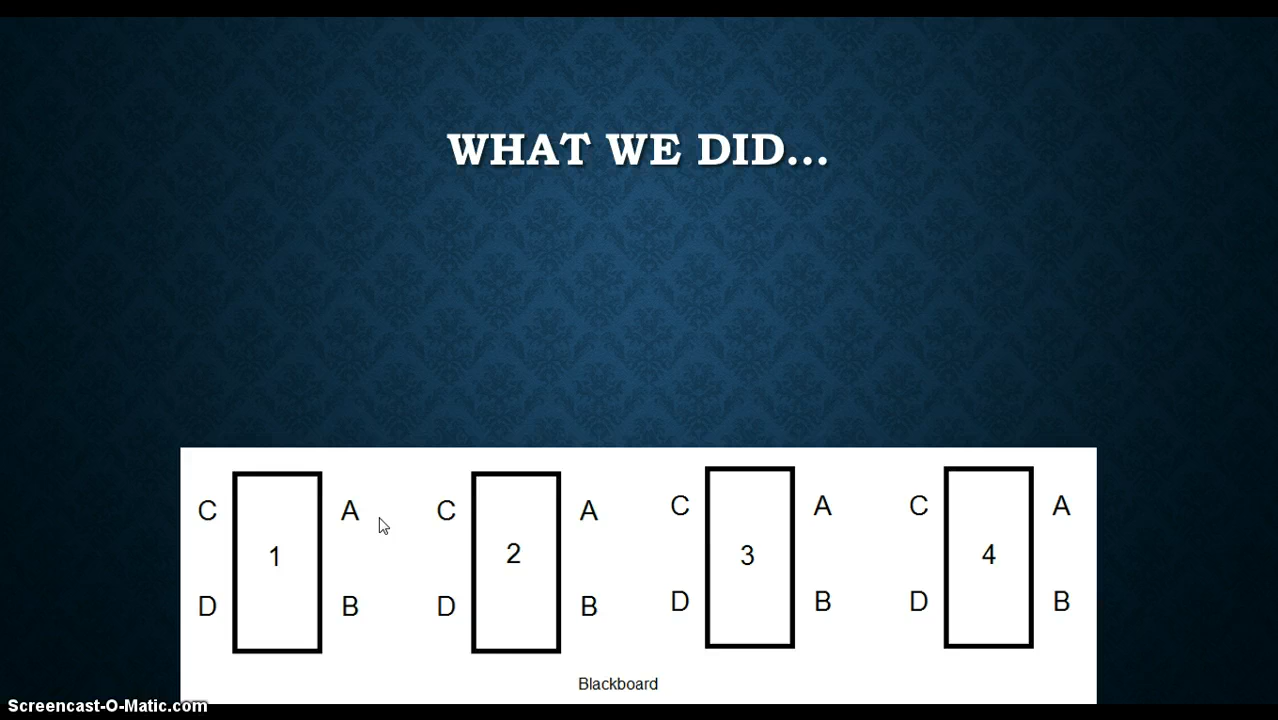 WHAT WE DID...
C A C A C A C A
1 2 3 4
D B D B D B D B
Blackboard
Screencast-O-Matic.com